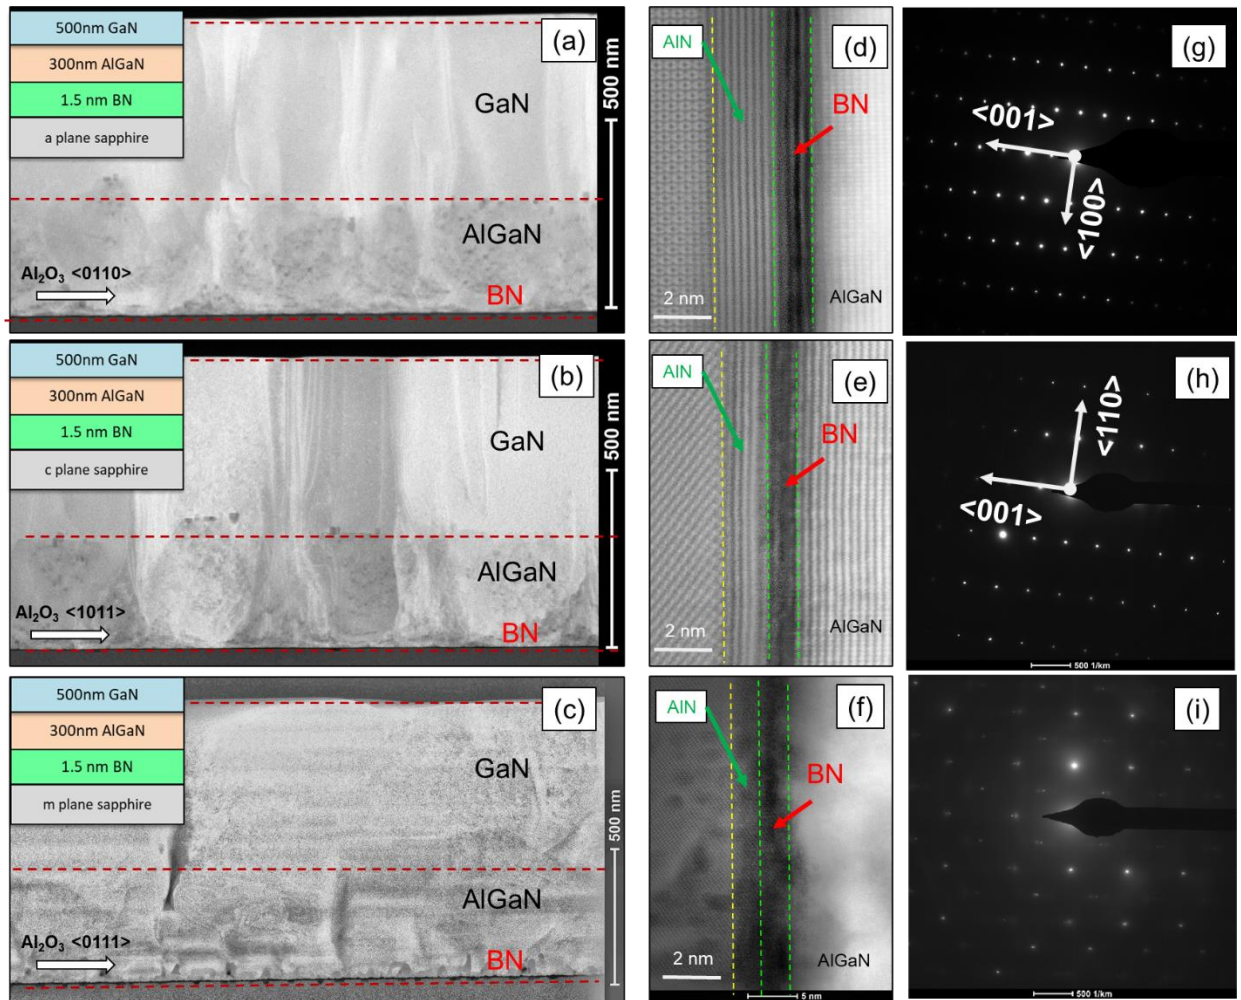 500nm GaN
300nm AlGaN
1.5 nm BN
a plane sapphire
(a)
GaN
500 nm
AlGaN
Al₂O₃ <0110>
BN
(d)
AlN
BN
2 nm
AlGaN
(g)
<001>
<100>
500nm GaN
300nm AlGaN
1.5 nm BN
c plane sapphire
(b)
GaN
500 nm
AlGaN
Al₂O₃ <1011>
BN
(e)
AlN
BN
2 nm
AlGaN
(h)
<110>
<001>
500 1/km
500nm GaN
300nm AlGaN
1.5 nm BN
m plane sapphire
(c)
GaN
500 nm
AlGaN
Al₂O₃ <0111>
BN
(f)
AlN
BN
2 nm
AlGaN
5 nm
(i)
500 1/km